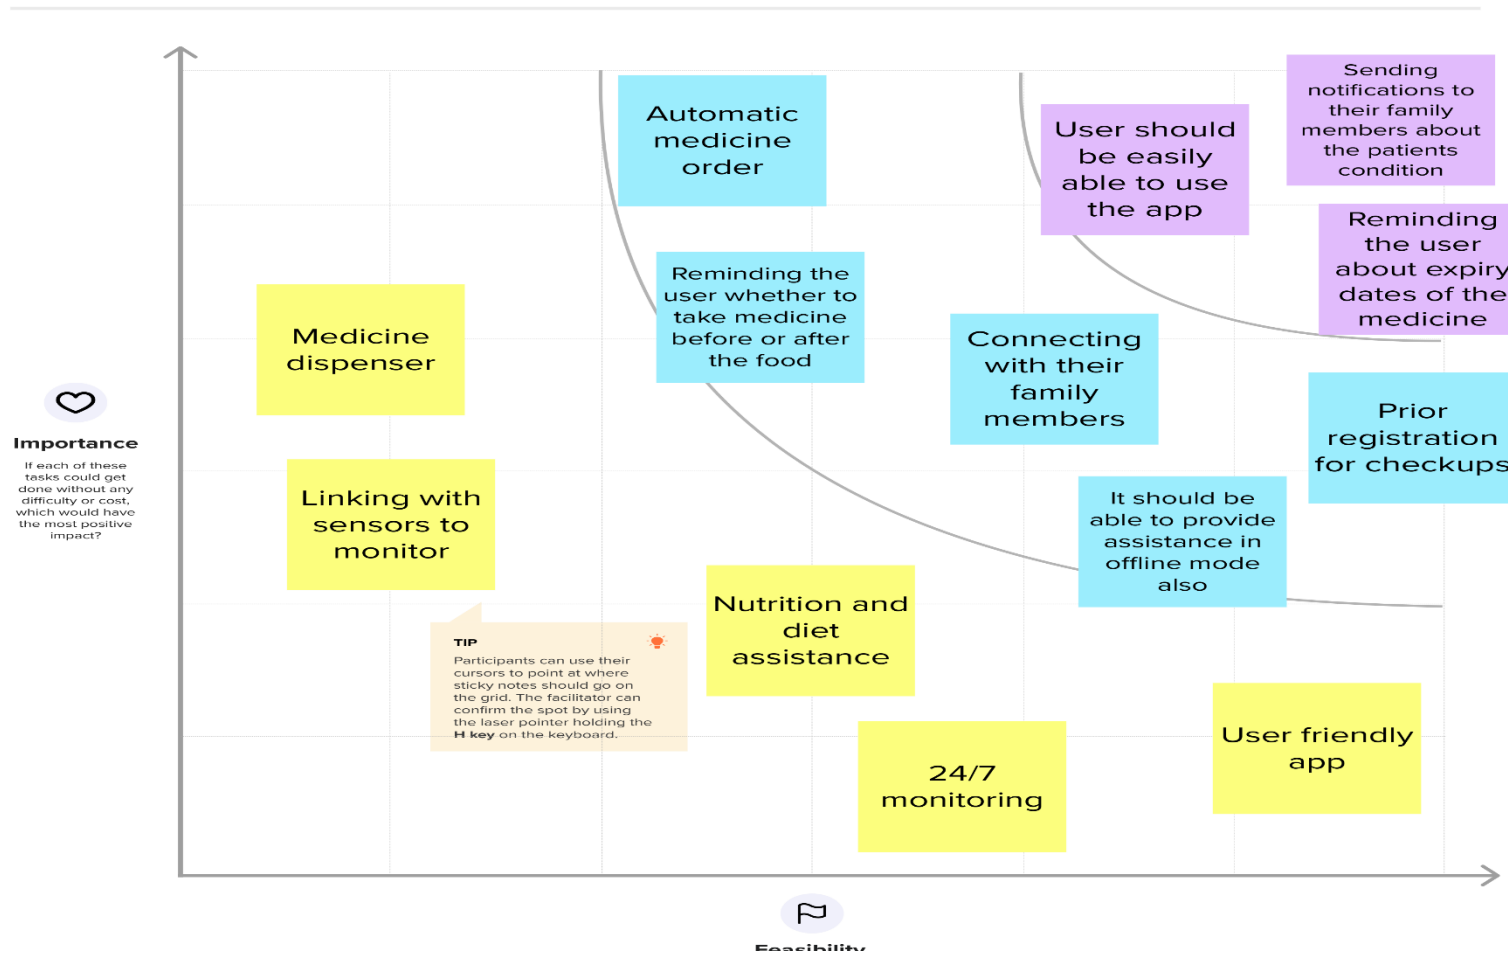 Automatic
medicine
order
User should
be easily
able to use
the app
Sending
notifications to
their family
members about
the patients
condition
Reminding
the user
about expiry
dates of the
medicine
Reminding the
user whether to
take medicine
before or after
the food
Medicine
dispenser
Connecting
with their
family
members
Prior
registration
for checkups
Importance
If each of these
tasks could get
done without any
difficulty or cost,
which would have
the most positive
impact?
Linking with
sensors to
monitor
It should be
able to provide
assistance in
offline mode
also
Nutrition and
diet
assistance
TIP
Participants can use their
cursors to point at where
sticky notes should go on
the grid. The facilitator can
confirm the spot by using
the laser pointer holding the
H key on the keyboard.
24/7
monitoring
User friendly
app
Feasibility